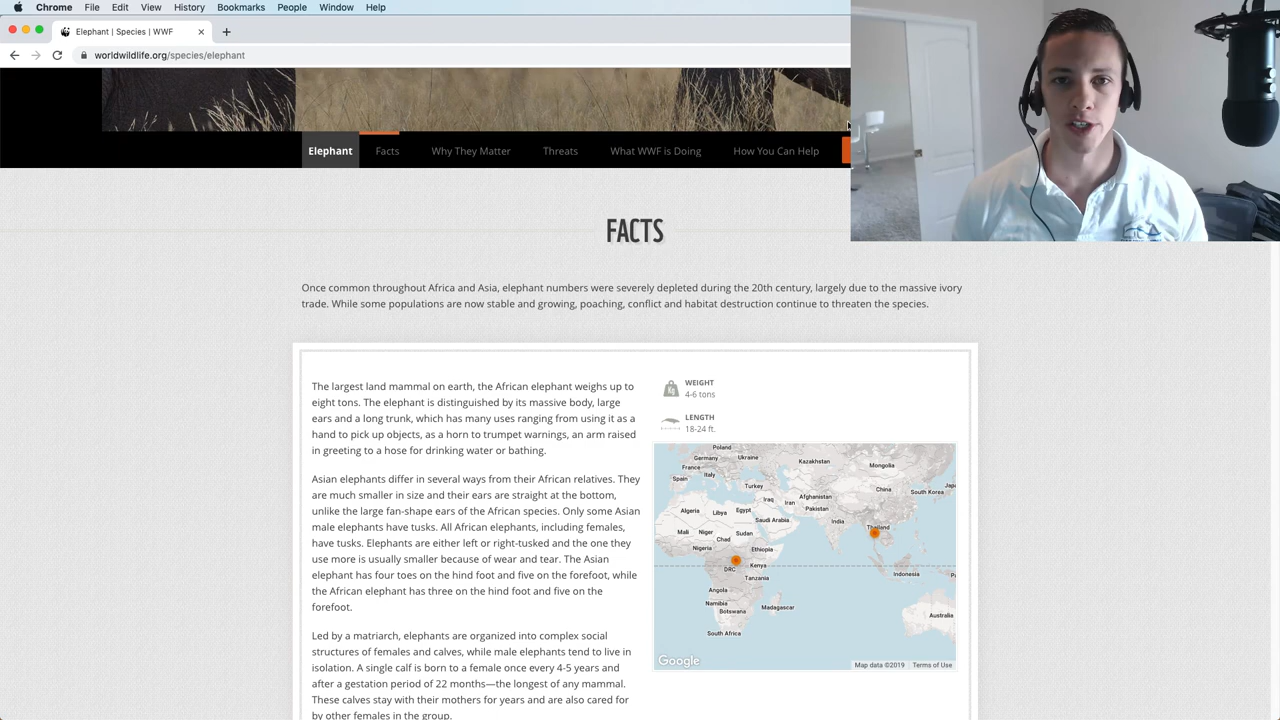 Chrome File Edit View History Bookmarks People Window Help
Elephant | Species | WWF
worldwildlife.org/species/elephant
Elephant Facts Why They Matter Threats What WWF is Doing How You Can Help
FACTS
Once common throughout Africa and Asia, elephant numbers were severely depleted during the 20th century, largely due to the massive ivory
trade. While some populations are now stable and growing, poaching, conflict and habitat destruction continue to threaten the species.
The largest land mammal on earth, the African elephant weighs up to
eight tons. The elephant is distinguished by its massive body, large
ears and a long trunk, which has many uses ranging from using it as a
hand to pick up objects, as a horn to trumpet warnings, an arm raised
in greeting to a hose for drinking water or bathing.
Asian elephants differ in several ways from their African relatives. They
are much smaller in size and their ears are straight at the bottom,
unlike the large fan-shape ears of the African species. Only some Asian
male elephants have tusks. All African elephants, including females,
have tusks. Elephants are either left or right-tusked and the one they
use more is usually smaller because of wear and tear. The Asian
elephant has four toes on the hind foot and five on the forefoot, while
the African elephant has three on the hind foot and five on the
forefoot.
Led by a matriarch, elephants are organized into complex social
structures of females and calves, while male elephants tend to live in
isolation. A single calf is born to a female once every 4-5 years and
after a gestation period of 22 months—the longest of any mammal.
These calves stay with their mothers for years and are also cared for
by other females in the group.
Kg
WEIGHT
4-6 tons
LENGTH
18-24 ft.
Poland
Germany Ukraine
France Kazakhstan
Italy Mongolia
Spain Turkey
China South Korea
Iraq Afghanistan
Iran
Algeria Libya Egypt Pakistan
Saudi Arabia India
Mali Niger Chad Sudan Thailand
Nigeria Ethiopia
DRC Kenya
Tanzania Indonesia
Angola
Namibia Madagascar
Botswana Australia
South Africa
Google Map data ©2019 Terms of Use